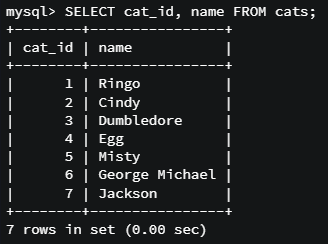 mysql> SELECT cat_id, name FROM cats;
+--------+----------------+
| cat_id | name           |
+--------+----------------+
|      1 | Ringo          |
|      2 | Cindy          |
|      3 | Dumbledore     |
|      4 | Egg            |
|      5 | Misty          |
|      6 | George Michael |
|      7 | Jackson        |
+--------+----------------+
7 rows in set (0.00 sec)